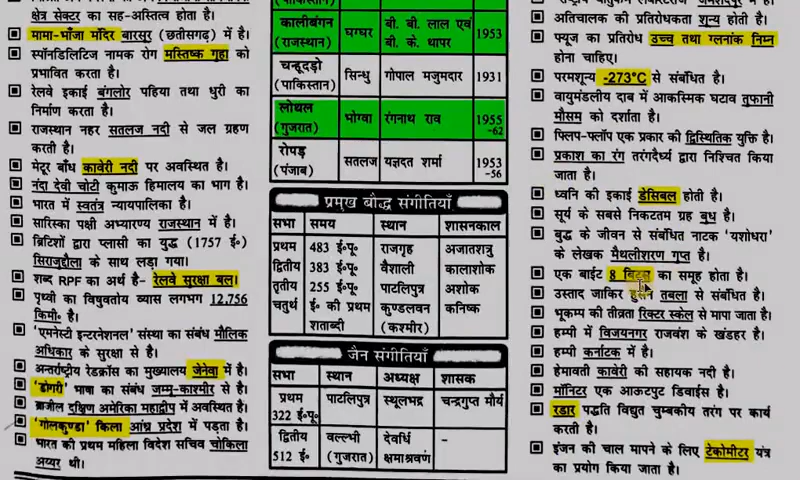 क्षेत्र सेक्टर का सह-अस्तित्व होता है।
मामा-भाँजा मंदिर बारसूर (छत्तीसगढ़) में है।
स्पॉनडिलिटिज नामक रोग मस्तिष्क गुहा को
प्रभावित करता है।
रेलवे इकाई बंगलोर पहिया तथा धुरी का
निर्माण करता है।
राजस्थान नहर सतलज नदी से जल ग्रहण
करती है।
मेटूर बाँध कावेरी नदी पर अवस्थित है।
नंदा देवी चोटी कुमाऊ हिमालय का भाग है।
भारत में स्वतंत्र न्यायपालिका है।
सारिस्का पक्षी अभ्यारण्य राजस्थान में है।
ब्रिटिशों द्वारा प्लासी का युद्ध (1757 ई०)
सिराजुद्दौला के साथ लड़ा गया।
शब्द RPF का अर्थ है- रेलवे सुरक्षा बल।
पृथ्वी का विषुवतीय व्यास लगभग 12,756
किमी० है।
'एमनेस्टी इन्टरनेशनल' संस्था का संबंध मौलिक
अधिकार के सुरक्षा से है।
अन्तर्राष्ट्रीय रेडक्रॉस का मुख्यालय जेनेवा में है।
'डोगरी' भाषा का संबंध जम्मू-काश्मीर से है।
ब्राजील दक्षिण अमेरिका महाद्वीप में अवस्थित है।
'गोलकुण्डा' किला आंध्र प्रदेश में पड़ता है।
भारत की प्रथम महिला विदेश सचिव चोकिला
अय्यर थी।
(पाकिस्तान)
कालीबंगन घग्घर बी. बी. लाल एवं 1953
(राजस्थान) बी. के. थापर
चन्हूदड़ो सिन्धु गोपाल मजुमदार 1931
(पाकिस्तान)
लोथल भोग्वा रंगनाथ राव 1955
(गुजरात) -62
रोपड़ सतलज यज्ञदत शर्मा 1953
(पंजाब) -56
प्रमुख बौद्ध संगीतियाँ
सभा समय स्थान शासनकाल
प्रथम 483 ई०पू० राजगृह अजातशत्रु
द्वितीय 383 ई०पू० वैशाली कालाशोक
तृतीय 255 ई०पू० पाटलिपुत्र अशोक
चतुर्थ ई० की प्रथम कुण्डलवन कनिष्क
शताब्दी (कश्मीर)
जैन संगीतियाँ
सभा स्थान अध्यक्ष शासक
प्रथम पाटलिपुत्र स्थूलभद्र चन्द्रगुप्त मौर्य
322 ई०पू०
द्वितीय वल्लभी देवर्धि -
512 ई० (गुजरात) क्षमाश्रवण
अतिचालक की प्रतिरोधकता शून्य होती है।
फ्यूज का प्रतिरोध उच्च तथा ग्लनांक निम्न
होना चाहिए।
परमशून्य -273°C से संबंधित है।
वायुमंडलीय दाब में आकस्मिक घटाव तुफानी
मौसम को दर्शाता है।
फ्लिप-फ्लॉप एक प्रकार की द्विस्थितिक युक्ति है।
प्रकाश का रंग तरंगदैर्ध्य द्वारा निश्चित किया
जाता है।
ध्वनि की इकाई डेसिबल होती है।
सूर्य के सबसे निकटतम ग्रह बुध है।
बुद्ध के जीवन से संबंधित नाटक 'यशोधरा'
के लेखक मैथलीशरण गुप्त है।
एक बाईट 8 बिट्स का समूह होता है।
उस्ताद जाकिर हुसैन तबला से संबंधित है।
भूकम्प की तीव्रता रिक्टर स्केल से मापा जाता है।
हम्पी में विजयनगर राजवंश के खंडहर है।
हम्पी कर्नाटक में है।
हेमावती कावेरी की सहायक नदी है।
मॉनिटर एक आऊटपुट डिवाईस है।
रडार पद्धति विद्युत चुम्बकीय तरंग पर कार्य
करती है।
इंजन की चाल मापने के लिए टेकोमीटर यंत्र
का प्रयोग किया जाता है।